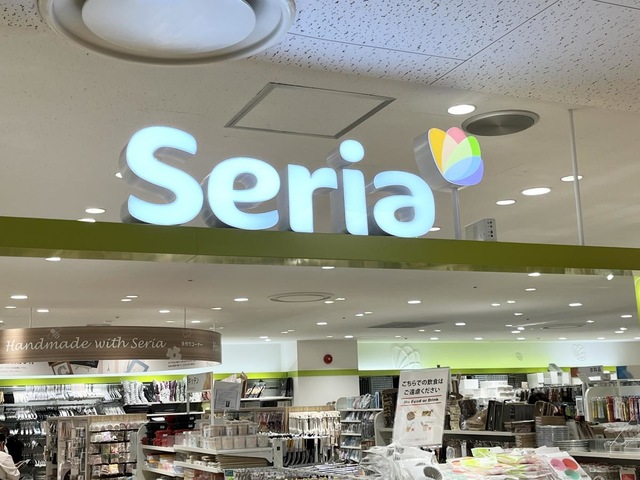 Seria
Handmade with Seria
こちらでの飲食は
ご遠慮ください